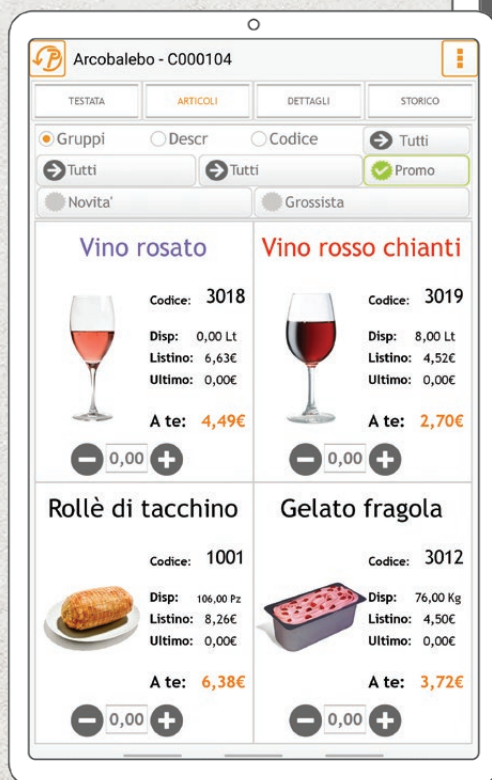 Arcobalebo - C000104
TESTATA ARTICOLI DETTAGLI STORICO
Gruppi Descr Codice Tutti
Tutti Tutti Promo
Novita' Grossista
Vino rosato
Codice: 3018
Disp: 0,00 Lt
Listino: 6,63€
Ultimo: 0,00€
A te: 4,49€
0,00
Vino rosso chianti
Codice: 3019
Disp: 8,00 Lt
Listino: 4,52€
Ultimo: 0,00€
A te: 2,70€
0,00
Rollè di tacchino
Codice: 1001
Disp: 106,00 Pz
Listino: 8,26€
Ultimo: 0,00€
A te: 6,38€
0,00
Gelato fragola
Codice: 3012
Disp: 76,00 Kg
Listino: 4,50€
Ultimo: 0,00€
A te: 3,72€
0,00